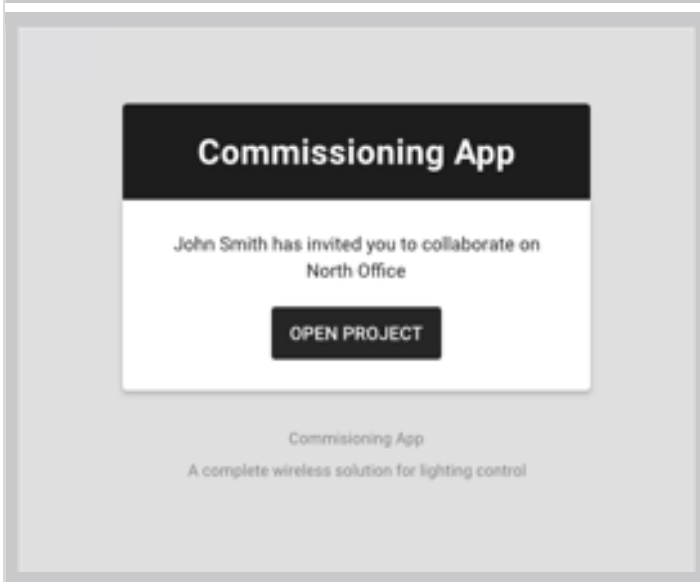 Commissioning App
John Smith has invited you to collaborate on
North Office
OPEN PROJECT
Commisioning App
A complete wireless solution for lighting control